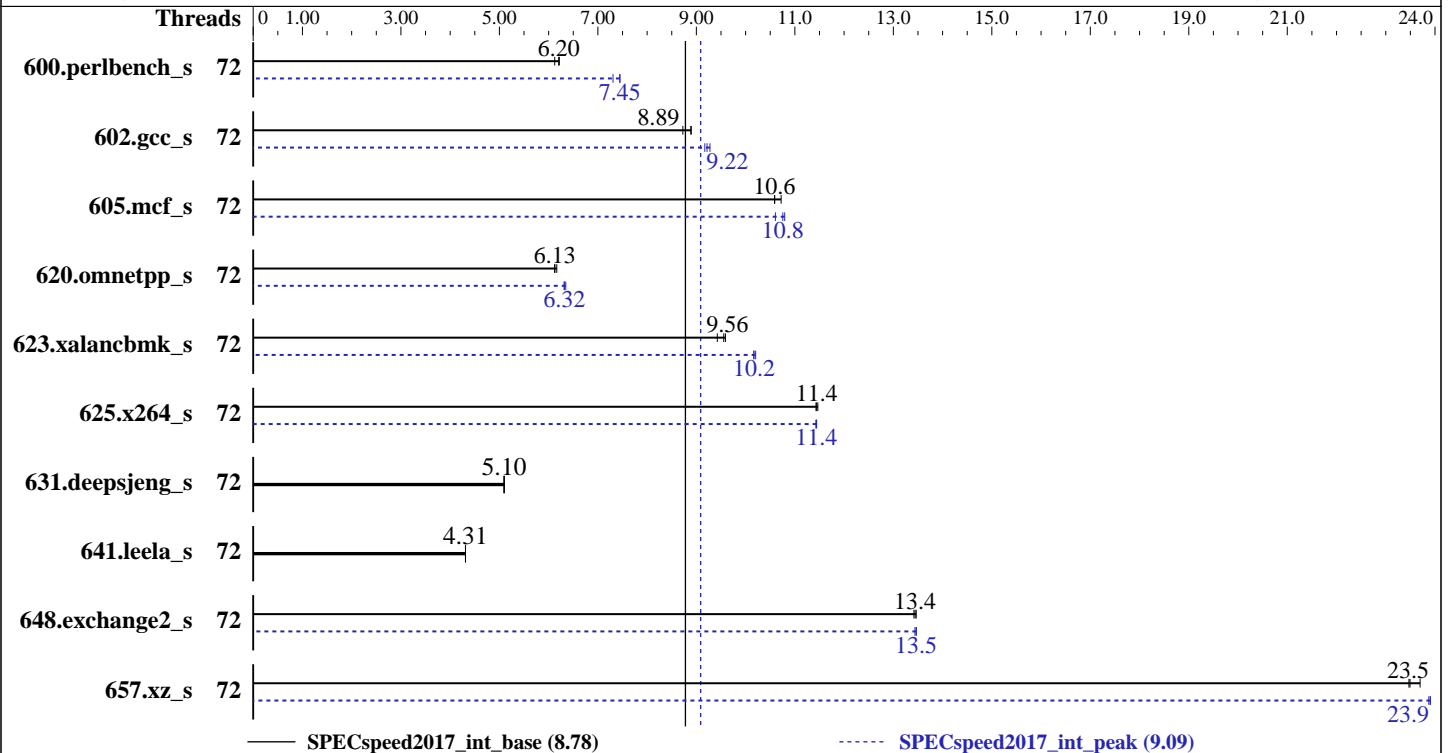 Threads 0 1.00 3.00 5.00 7.00 9.00 11.0 13.0 15.0 17.0 19.0 21.0 24.0
6.20
600.perlbench_s 72
7.45
8.89
602.gcc_s 72
9.22
10.6
605.mcf_s 72
10.8
6.13
620.omnetpp_s 72
6.32
9.56
623.xalancbmk_s 72
10.2
11.4
625.x264_s 72
11.4
5.10
631.deepsjeng_s 72
4.31
641.leela_s 72
13.4
648.exchange2_s 72
13.5
23.5
657.xz_s 72
23.9
SPECspeed2017_int_base (8.78) SPECspeed2017_int_peak (9.09)